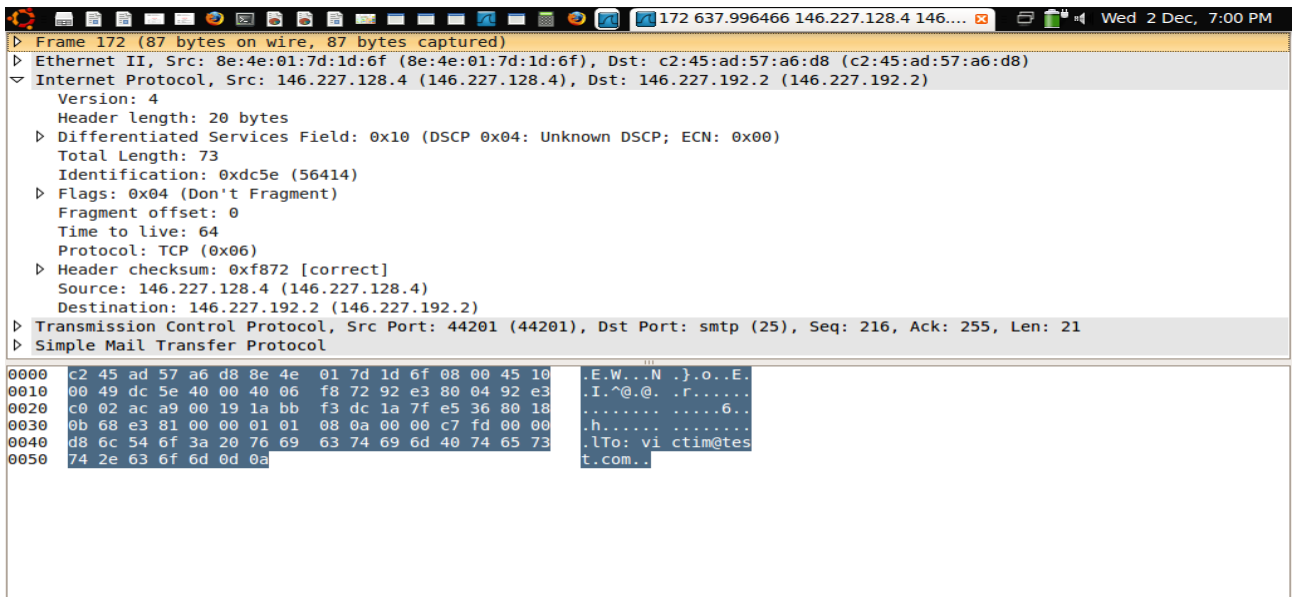 172 637.996466 146.227.128.4 146.... Wed 2 Dec, 7:00 PM
Frame 172 (87 bytes on wire, 87 bytes captured)
Ethernet II, Src: 8e:4e:01:7d:1d:6f (8e:4e:01:7d:1d:6f), Dst: c2:45:ad:57:a6:d8 (c2:45:ad:57:a6:d8)
Internet Protocol, Src: 146.227.128.4 (146.227.128.4), Dst: 146.227.192.2 (146.227.192.2)
Version: 4
Header length: 20 bytes
Differentiated Services Field: 0x10 (DSCP 0x04: Unknown DSCP; ECN: 0x00)
Total Length: 73
Identification: 0xdc5e (56414)
Flags: 0x04 (Don't Fragment)
Fragment offset: 0
Time to live: 64
Protocol: TCP (0x06)
Header checksum: 0xf872 [correct]
Source: 146.227.128.4 (146.227.128.4)
Destination: 146.227.192.2 (146.227.192.2)
Transmission Control Protocol, Src Port: 44201 (44201), Dst Port: smtp (25), Seq: 216, Ack: 255, Len: 21
Simple Mail Transfer Protocol
0000 c2 45 ad 57 a6 d8 8e 4e 01 7d 1d 6f 08 00 45 10 .E.W...N .}.o..E.
0010 00 49 dc 5e 40 00 40 06 f8 72 92 e3 80 04 92 e3 .I.^@.@. .r......
0020 c0 02 ac a9 00 19 1a bb f3 dc 1a 7f e5 36 80 18 ........ .....6..
0030 0b 68 e3 81 00 00 01 01 08 0a 00 00 c7 fd 00 00 .h...... ........
0040 d8 6c 54 6f 3a 20 76 69 63 74 69 6d 40 74 65 73 .lTo: vi ctim@tes
0050 74 2e 63 6f 6d 0d 0a t.com..